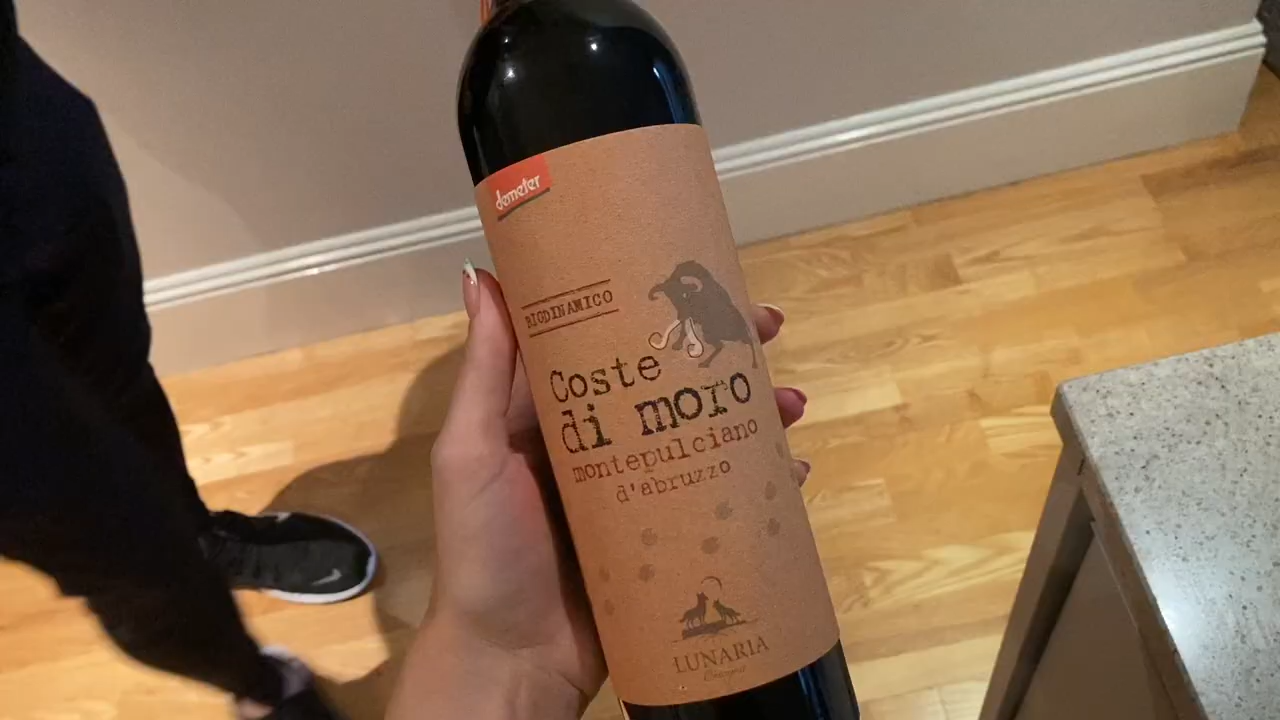 demeter
BIODINAMICO
Coste
di moro
montepulciano
d'abruzzo
LUNARIA